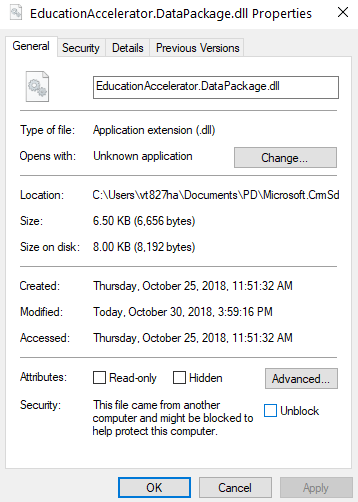 EducationAccelerator.DataPackage.dll Properties
General Security Details Previous Versions
EducationAccelerator.DataPackage.dll
Type of file: Application extension (.dll)
Opens with: Unknown application Change...
Location: C:\Users\vt827ha\Documents\PD\Microsoft.CrmSd
Size: 6.50 KB (6,656 bytes)
Size on disk: 8.00 KB (8,192 bytes)
Created: Thursday, October 25, 2018, 11:51:32 AM
Modified: Today, October 30, 2018, 3:59:16 PM
Accessed: Thursday, October 25, 2018, 11:51:32 AM
Attributes: Read-only Hidden Advanced...
Security: This file came from another
computer and might be blocked to
help protect this computer.
Unblock
OK Cancel Apply